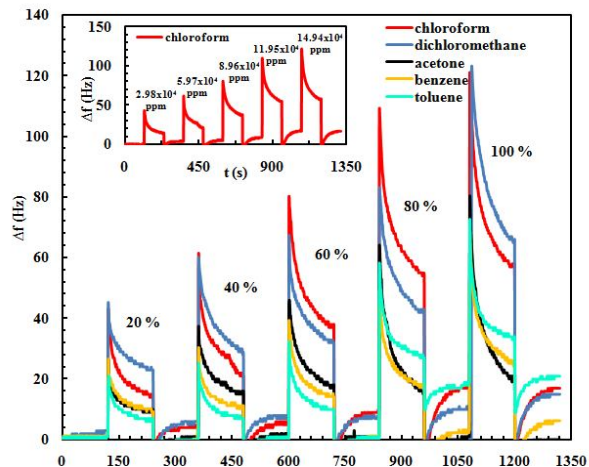 140
120
100
80
60
40
20
0
Δf (Hz)
0
150
300
450
600
750
900
1050
1200
1350
150
100
50
0
Δf (Hz)
0
450
900
1350
t (s)
chloroform
2.98x10⁴
ppm
5.97x10⁴
ppm
8.96x10⁴
ppm
11.95x10⁴
ppm
14.94x10⁴
ppm
chloroform
dichloromethane
acetone
benzene
toluene
20 %
40 %
60 %
80 %
100 %